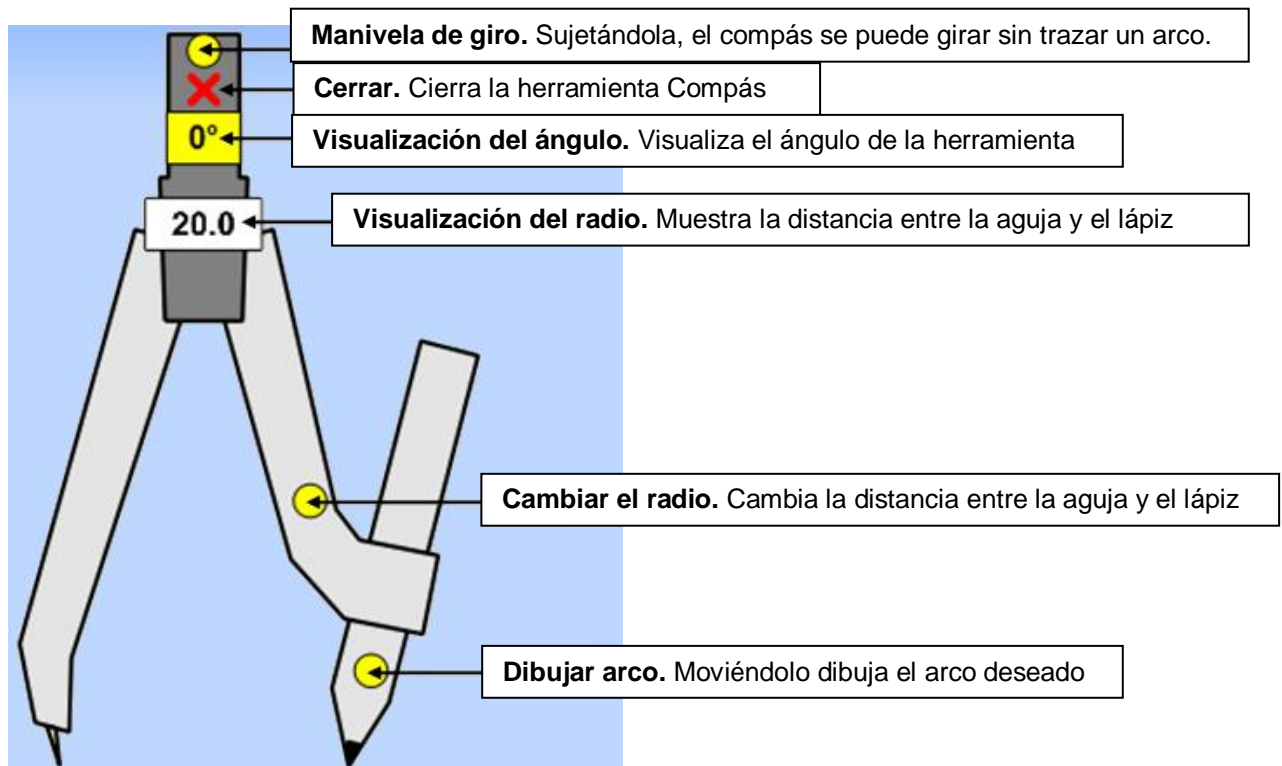 Manivela de giro. Sujetándola, el compás se puede girar sin trazar un arco.
Cerrar. Cierra la herramienta Compás
0°
Visualización del ángulo. Visualiza el ángulo de la herramienta
20.0
Visualización del radio. Muestra la distancia entre la aguja y el lápiz
Cambiar el radio. Cambia la distancia entre la aguja y el lápiz
Dibujar arco. Moviéndolo dibuja el arco deseado